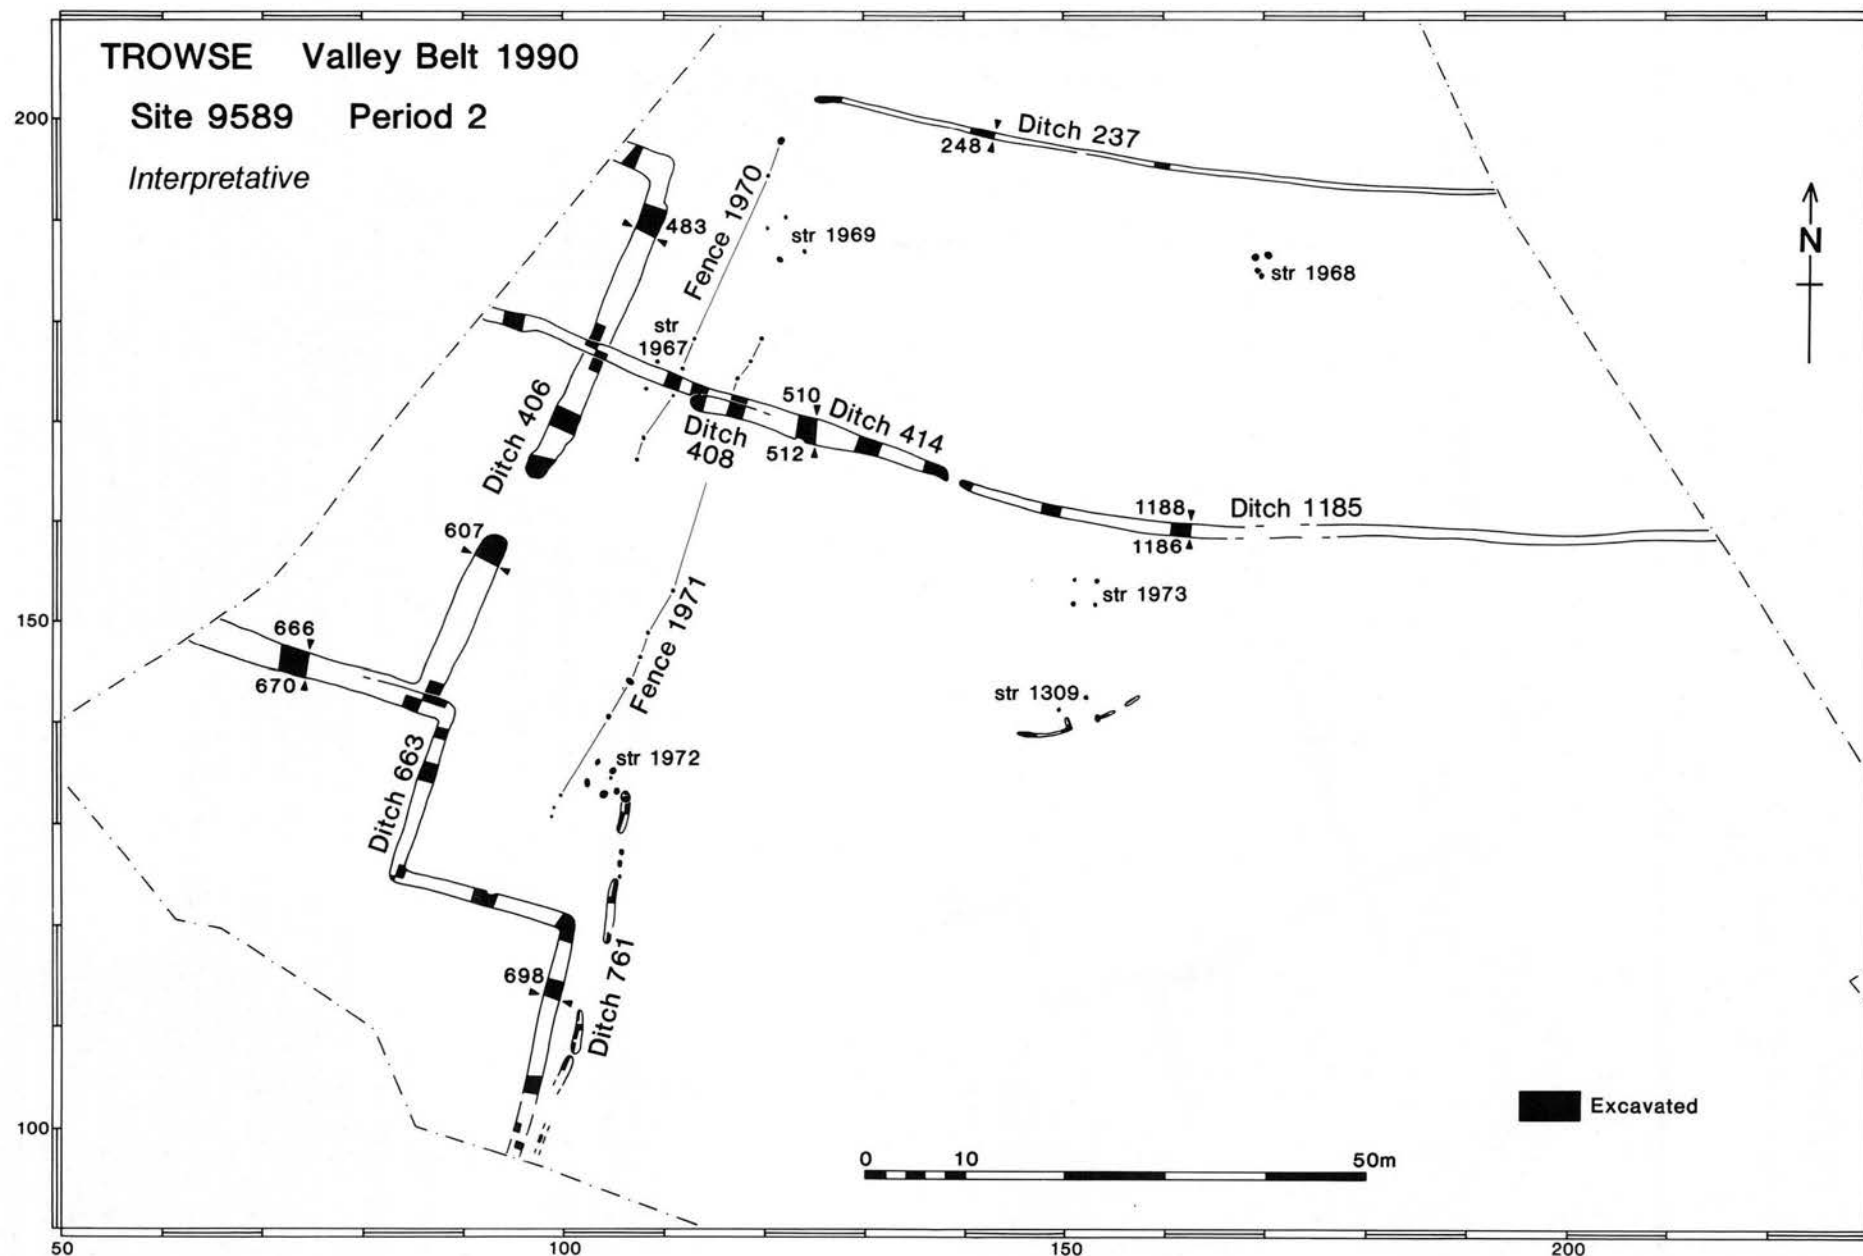 TROWSE Valley Belt 1990
Site 9589 Period 2
Interpretative
200
Ditch 237
248
Fence 1970
483
str 1969
str 1968
N
str
1967
Ditch 406
510
Ditch 414
Ditch
408
512
607
1188
Ditch 1185
1186
str 1973
150
666
670
Fence 1971
str 1309
str 1972
Ditch 663
698
Ditch 761
Excavated
100
0 10 50m
50 100 150 200